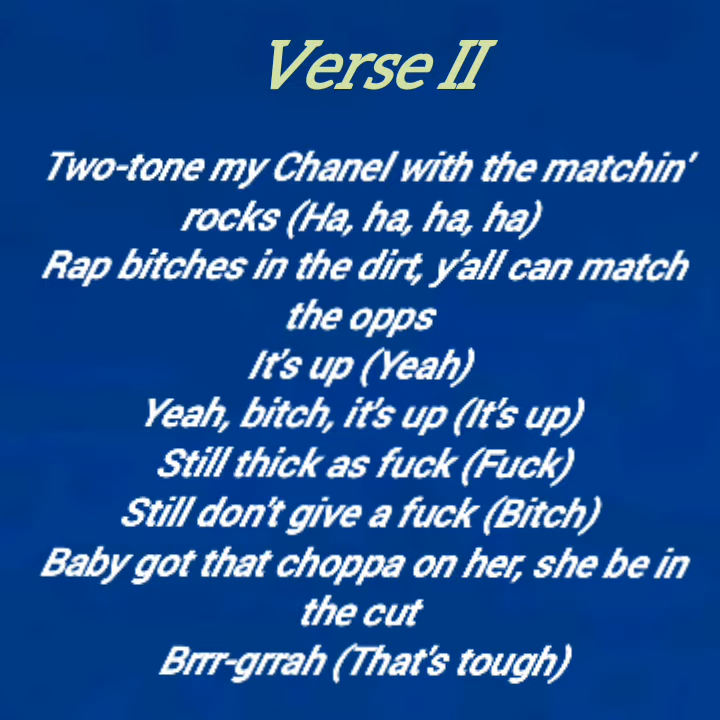 Verse II
Two-tone my Chanel with the matchin'
rocks (Ha, ha, ha, ha)
Rap bitches in the dirt, y'all can match
the opps
It's up (Yeah)
Yeah, bitch, it's up (It's up)
Still thick as fuck (Fuck)
Still don't give a fuck (Bitch)
Baby got that choppa on her, she be in
the cut
Brrr-grrah (That's tough)